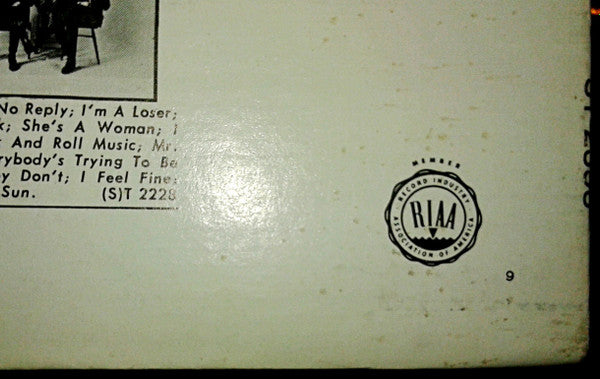 No Reply; I'm A Loser;
She's A Woman; I
And Roll Music; Mr.
Trying To Be
Don't; I Feel Fine;
Sun. (S)T 2228
MEMBER
RECORD INDUSTRY
RIAA
ASSOCIATION OF AMERICA
9